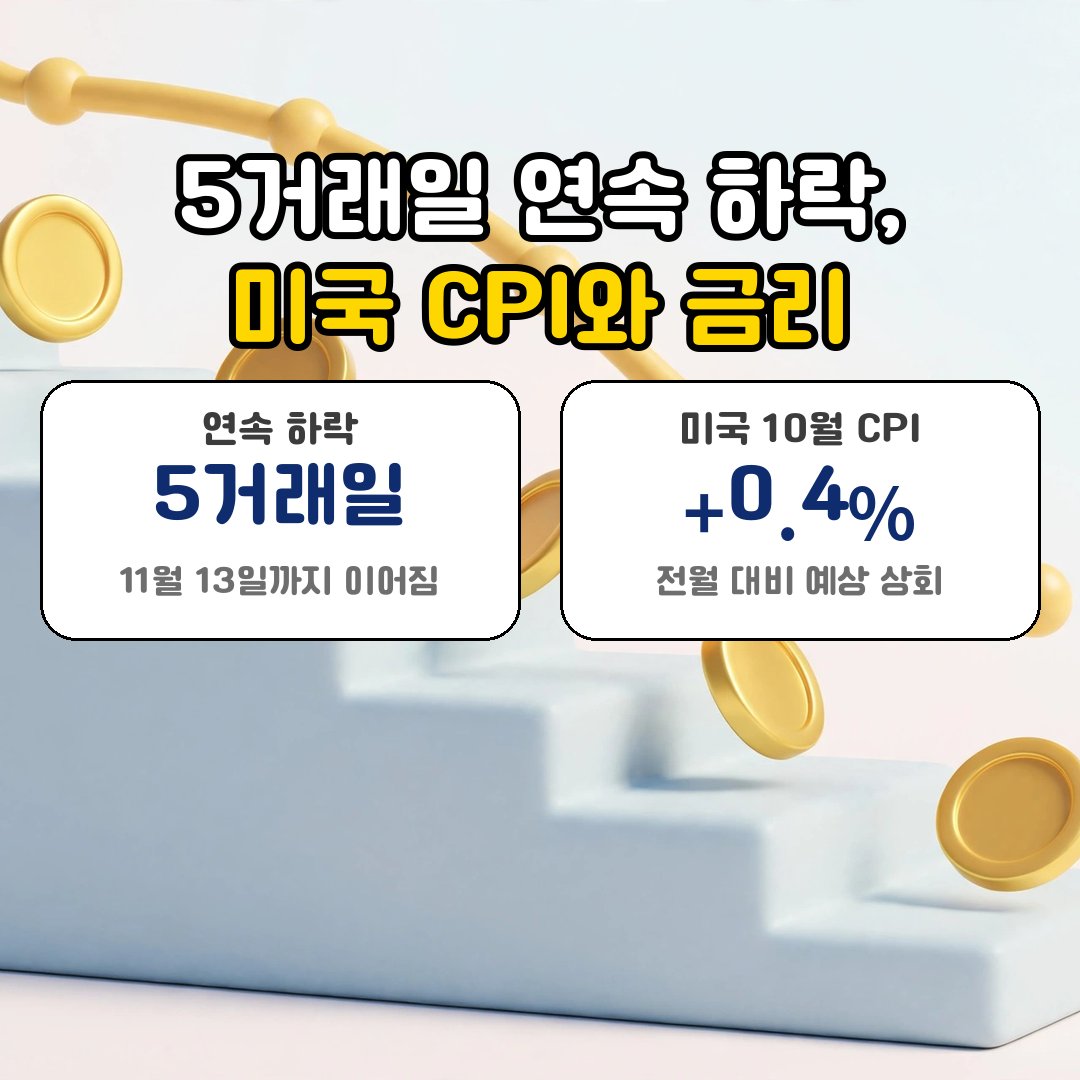 5거래일 연속 하락,
미국 CPI와 금리
연속 하락
5거래일
11월 13일까지 이어짐
미국 10월 CPI
+0.4%
전월 대비 예상 상회